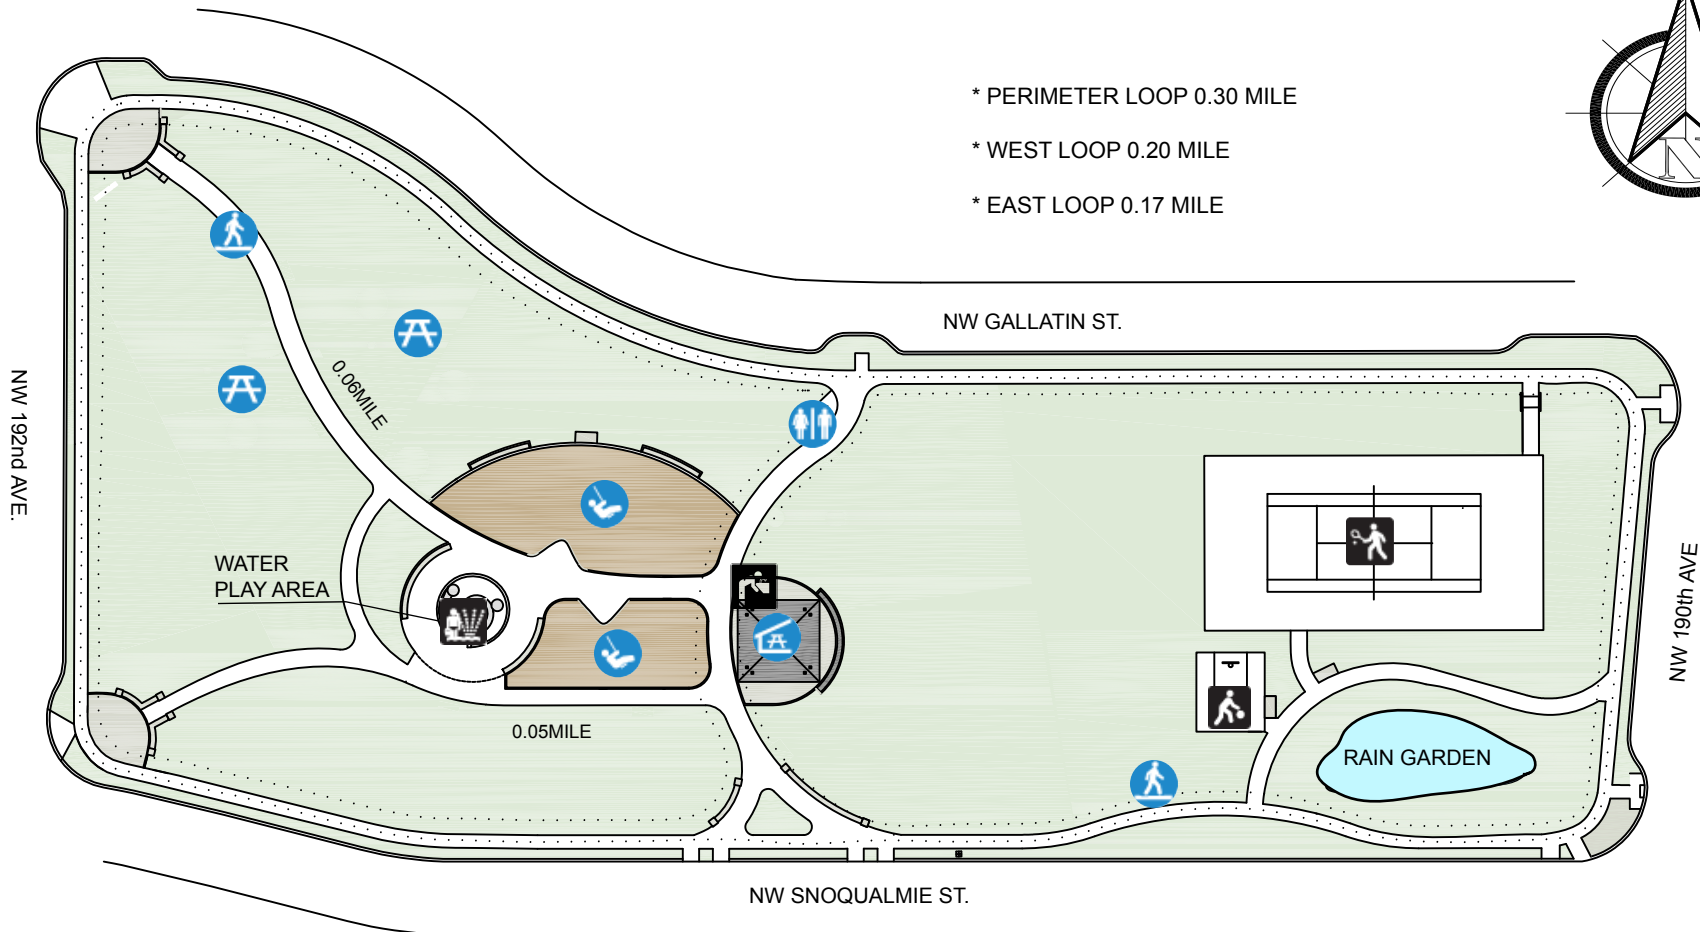 * PERIMETER LOOP 0.30 MILE
* WEST LOOP 0.20 MILE
* EAST LOOP 0.17 MILE
N
NW GALLATIN ST.
0.06MILE
NW 192nd AVE.
WATER
PLAY AREA
NW 190th AVE
0.05MILE
RAIN GARDEN
NW SNOQUALMIE ST.